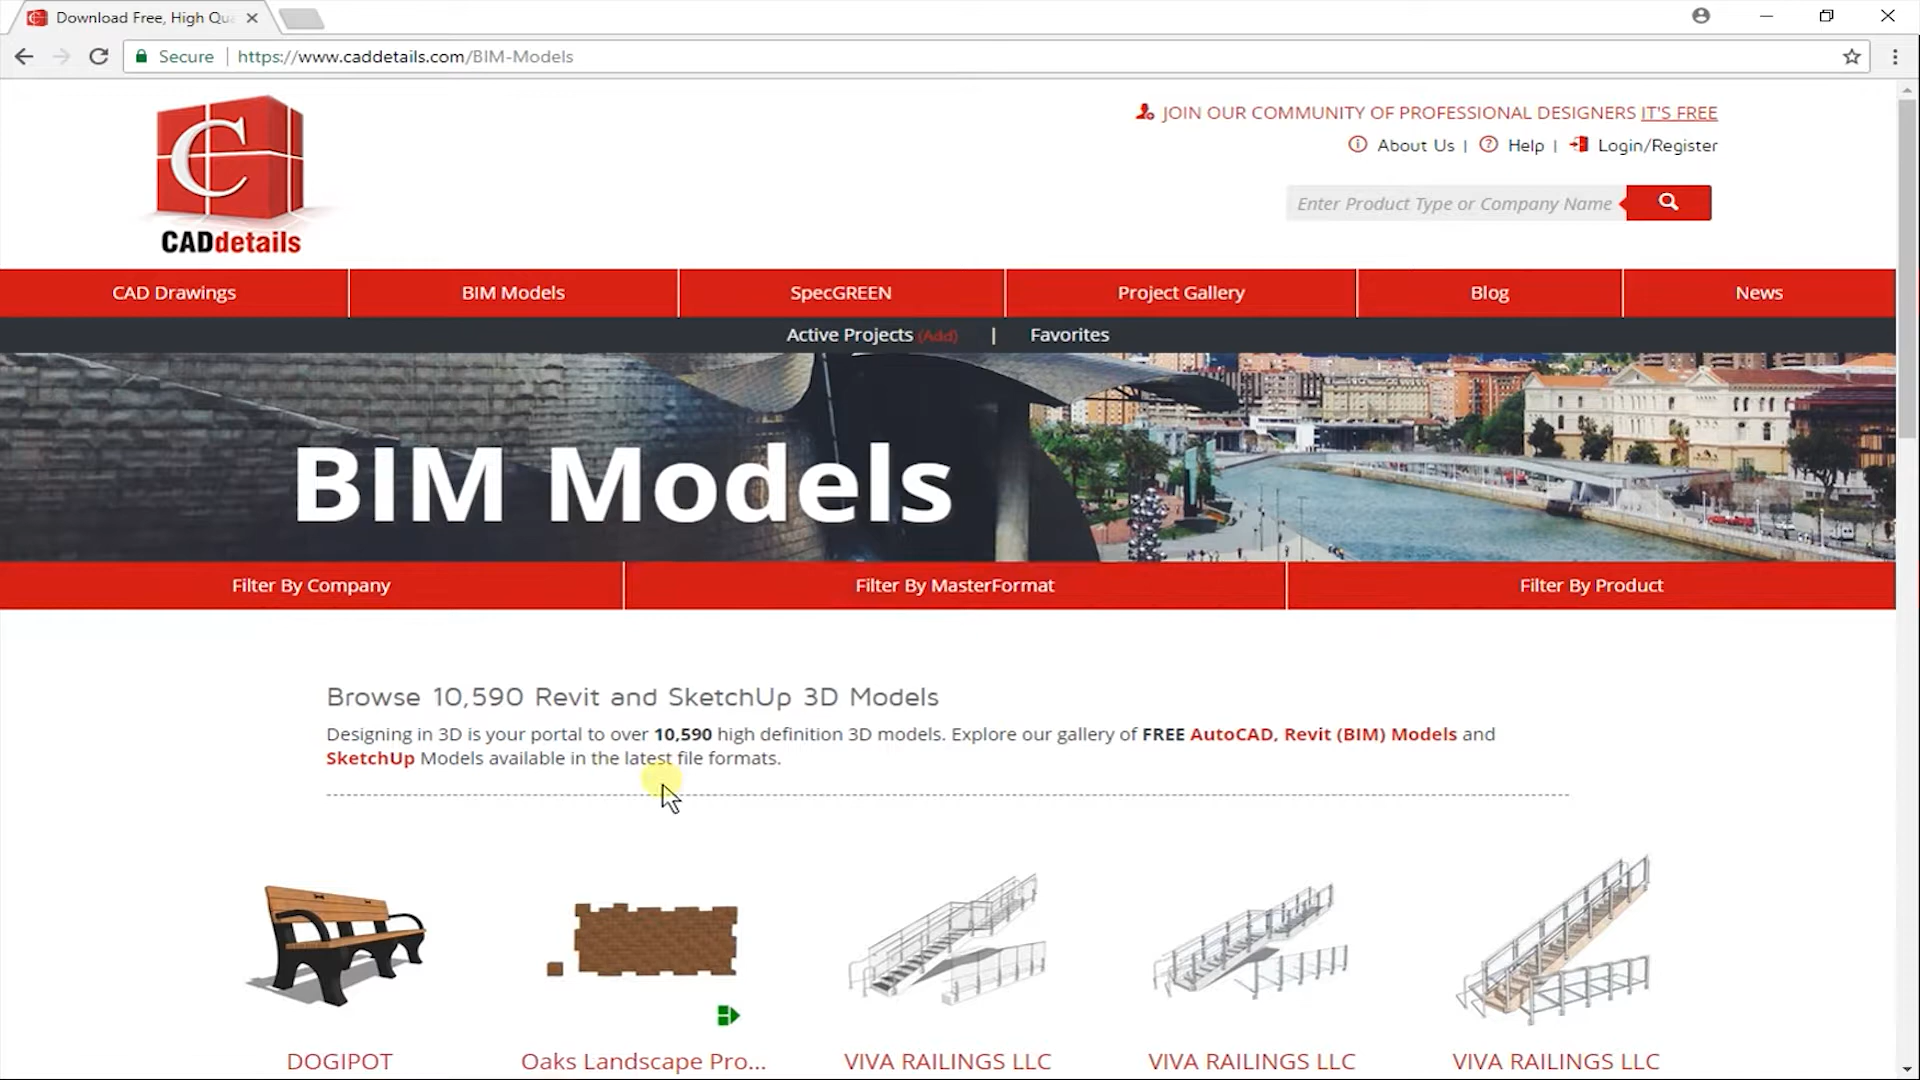 Download Free, High Qua
Secure
https://www.caddetails.com/BIM-Models
C
CADdetails
JOIN OUR COMMUNITY OF PROFESSIONAL DESIGNERS IT'S FREE
About Us | Help | Login/Register
Enter Product Type or Company Name
CAD Drawings
BIM Models
SpecGREEN
Project Gallery
Blog
News
Active Projects (Add) | Favorites
BIM Models
Filter By Company
Filter By MasterFormat
Filter By Product
Browse 10,590 Revit and SketchUp 3D Models
Designing in 3D is your portal to over 10,590 high definition 3D models. Explore our gallery of FREE AutoCAD, Revit (BIM) Models and
SketchUp Models available in the latest file formats.
DOGIPOT
Oaks Landscape Pro...
VIVA RAILINGS LLC
VIVA RAILINGS LLC
VIVA RAILINGS LLC